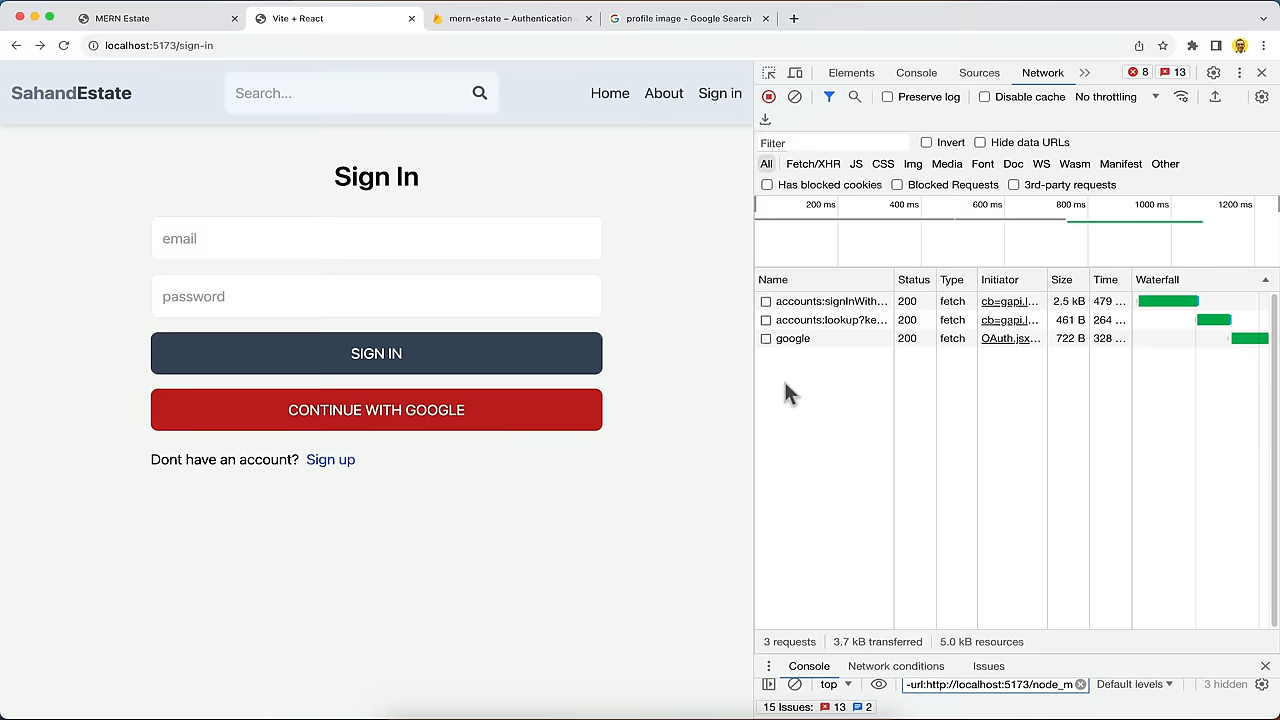 MERN Estate
Vite + React
mern-estate – Authentication
profile image - Google Search
localhost:5173/sign-in
SahandEstate
Search...
Home
About
Sign in
Sign In
email
password
SIGN IN
CONTINUE WITH GOOGLE
Dont have an account? Sign up
Elements
Console
Sources
Network
8
13
Preserve log
Disable cache
No throttling
Filter
Invert
Hide data URLs
All
Fetch/XHR
JS
CSS
Img
Media
Font
Doc
WS
Wasm
Manifest
Other
Has blocked cookies
Blocked Requests
3rd-party requests
200 ms
400 ms
600 ms
800 ms
1000 ms
1200 ms
Name Status Type Initiator Size Time Waterfall
accounts:signInWith... 200 fetch cb=gapi.l... 2.5 kB 479 ...
accounts:lookup?ke... 200 fetch cb=gapi.l... 461 B 264 ...
google 200 fetch OAuth.jsx... 722 B 328 ...
3 requests
3.7 kB transferred
5.0 kB resources
Console
Network conditions
Issues
top
-url:http://localhost:5173/node_m
Default levels
3 hidden
15 Issues:
13
2